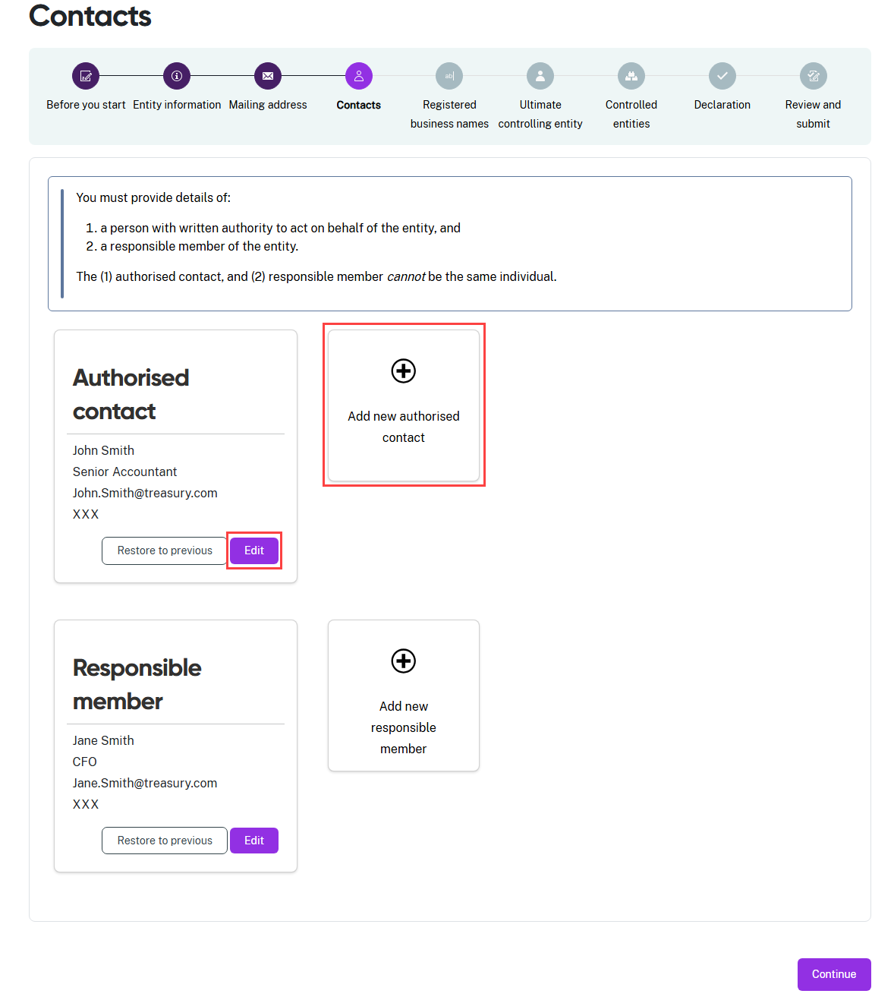 Contacts
Before you start
Entity information
Mailing address
Contacts
ab
Registered
business names
Ultimate
controlling entity
Controlled
entities
Declaration
Review and
submit
You must provide details of:
1. a person with written authority to act on behalf of the entity, and
2. a responsible member of the entity.
The (1) authorised contact, and (2) responsible member cannot be the same individual.
Authorised
contact
John Smith
Senior Accountant
John.Smith@treasury.com
XXX
Restore to previous
Edit
Add new authorised
contact
Responsible
member
Jane Smith
CFO
Jane.Smith@treasury.com
XXX
Restore to previous
Edit
Add new
responsible
member
Continue